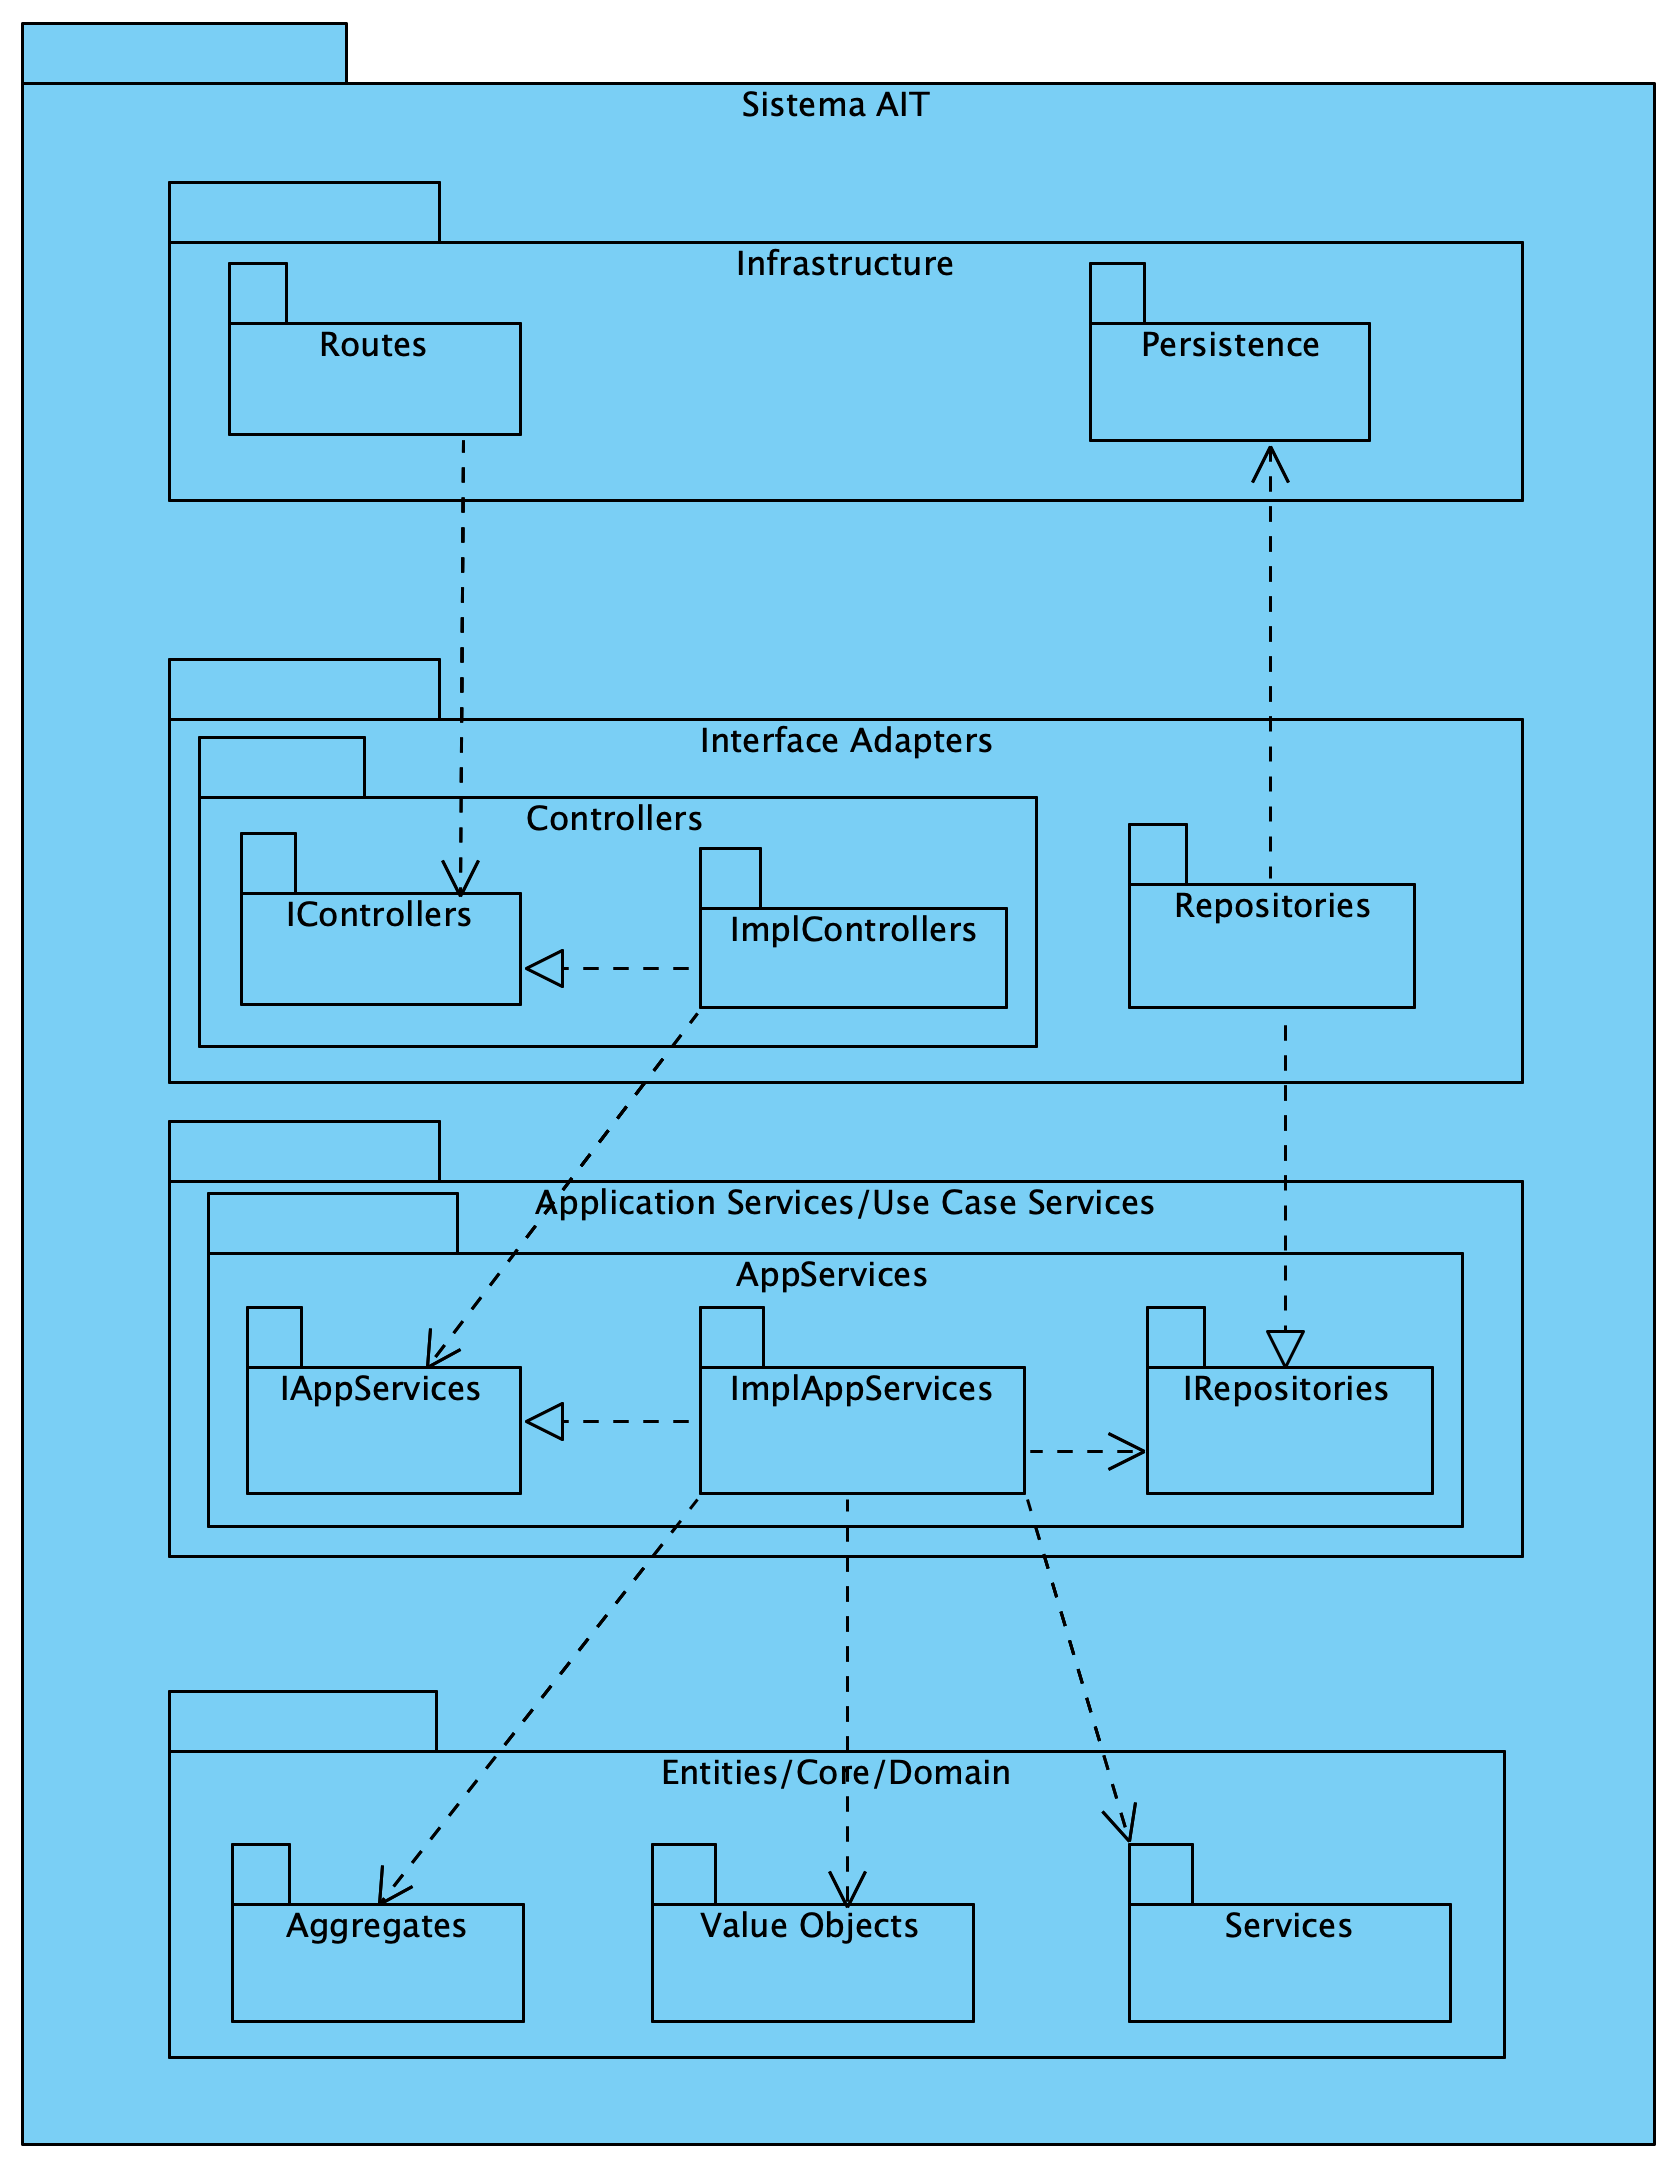 Sistema AIT
Infrastructure
Routes
Persistence
Interface Adapters
Controllers
IControllers
ImplControllers
Repositories
Application Services/Use Case Services
AppServices
IAppServices
ImplAppServices
IRepositories
Entities/Core/Domain
Aggregates
Value Objects
Services